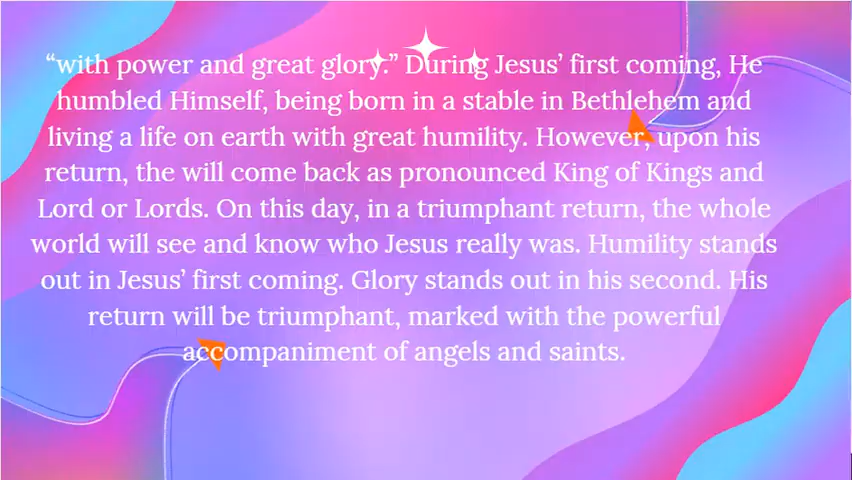 “with power and great glory.” During Jesus’ first coming, He
humbled Himself, being born in a stable in Bethlehem and
living a life on earth with great humility. However, upon his
return, the will come back as pronounced King of Kings and
Lord or Lords. On this day, in a triumphant return, the whole
world will see and know who Jesus really was. Humility stands
out in Jesus’ first coming. Glory stands out in his second. His
return will be triumphant, marked with the powerful
accompaniment of angels and saints.